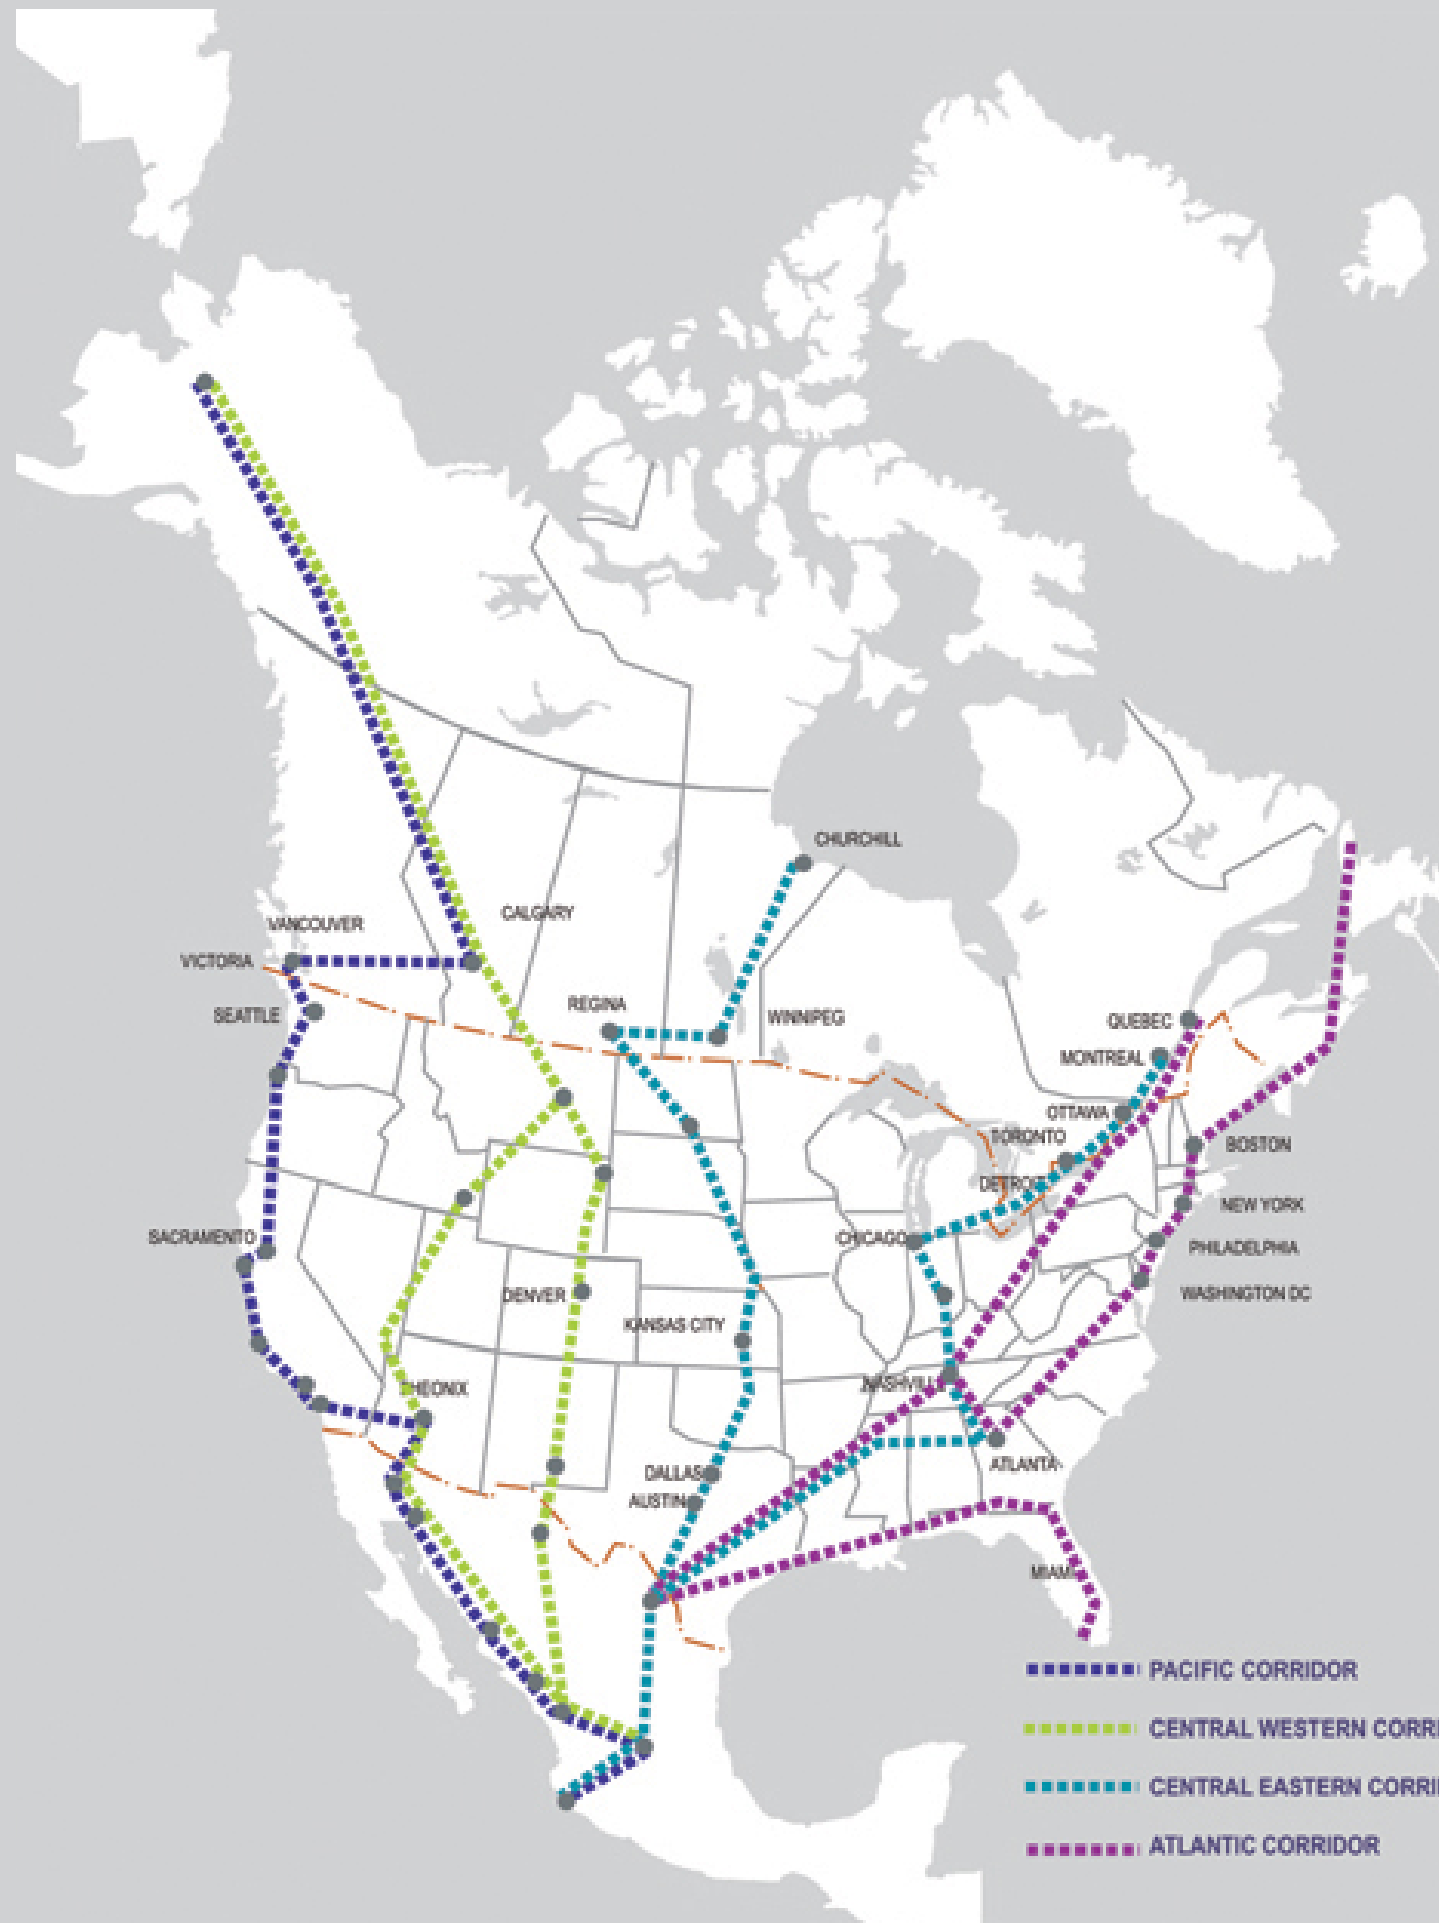 CHURCHILL
CALGARY
VANCOUVER
VICTORIA
REGINA
SEATTLE
WINNIPEG
QUEBEC
MONTREAL
OTTAWA
TORONTO
BOSTON
DETROIT
NEW YORK
SACRAMENTO
CHICAGO
PHILADELPHIA
DENVER
WASHINGTON DC
KANSAS CITY
PHEONIX
NASHVILLE
ATLANTA
DALLAS
AUSTIN
MIAMI
PACIFIC CORRIDOR
CENTRAL WESTERN CORRI
CENTRAL EASTERN CORRI
ATLANTIC CORRIDOR